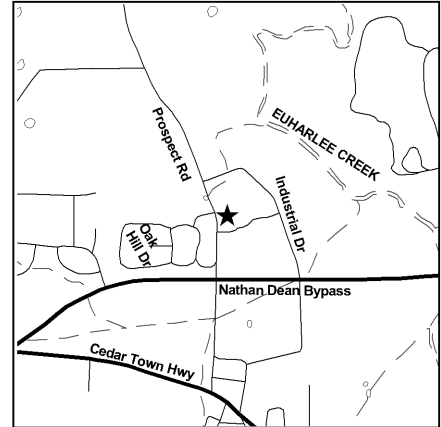 Prospect Rd
EUHARLEE CREEK
Industrial Dr
Oak
Hill Dr
Nathan Dean Bypass
Cedar Town Hwy